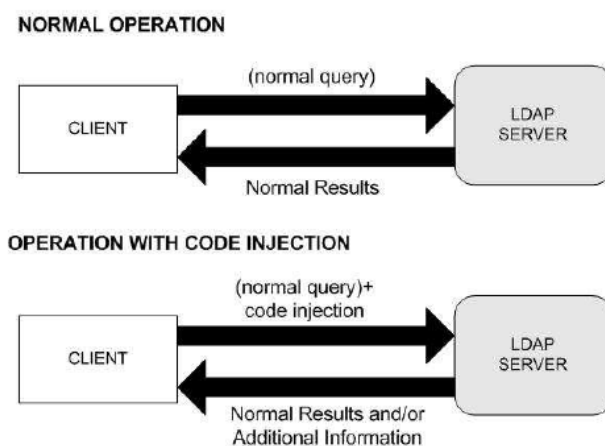 NORMAL OPERATION
(normal query)
CLIENT
LDAP
SERVER
Normal Results
OPERATION WITH CODE INJECTION
(normal query)+
code injection
CLIENT
LDAP
SERVER
Normal Results and/or
Additional Information